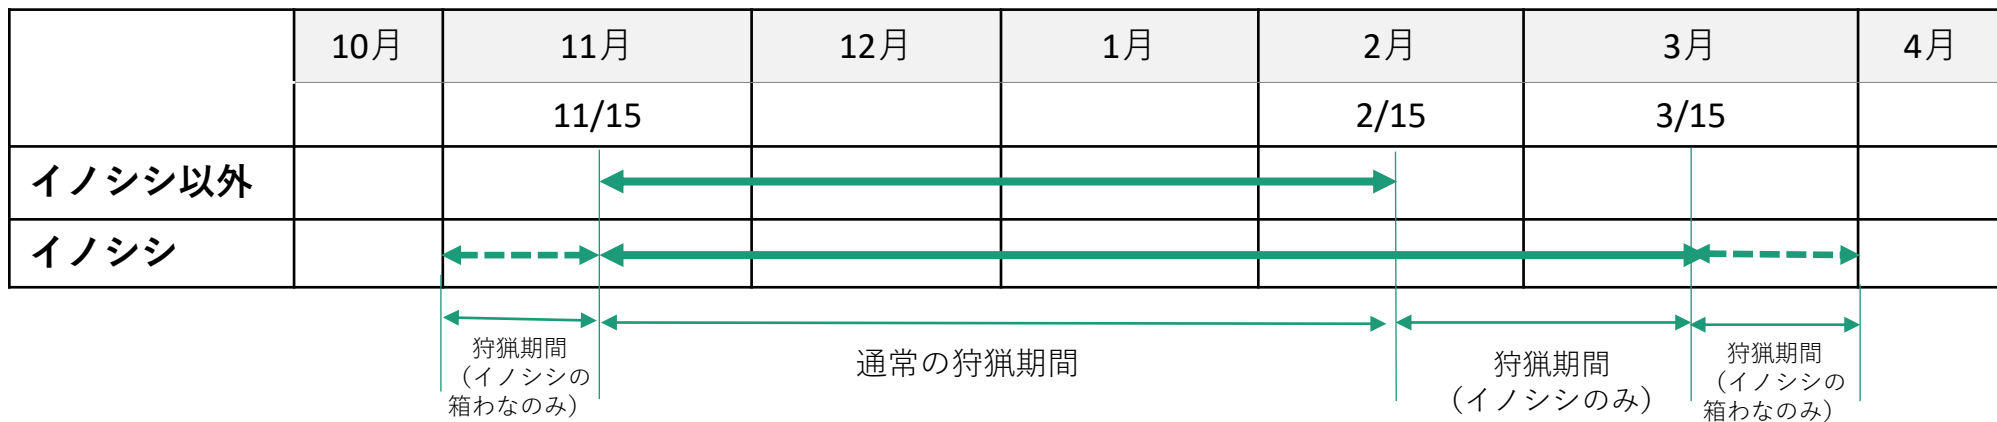 10月 11月 12月 1月 2月 3月 4月
11/15 2/15 3/15
イノシシ以外
イノシシ
狩猟期間
（イノシシの
箱わなのみ）
通常の狩猟期間
狩猟期間
（イノシシのみ）
狩猟期間
（イノシシの
箱わなのみ）